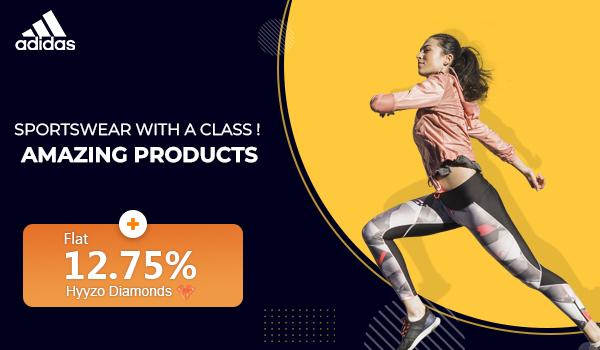 adidas
SPORTSWEAR WITH A CLASS !
AMAZING PRODUCTS
+
Flat
12.75%
Hyyzo Diamonds